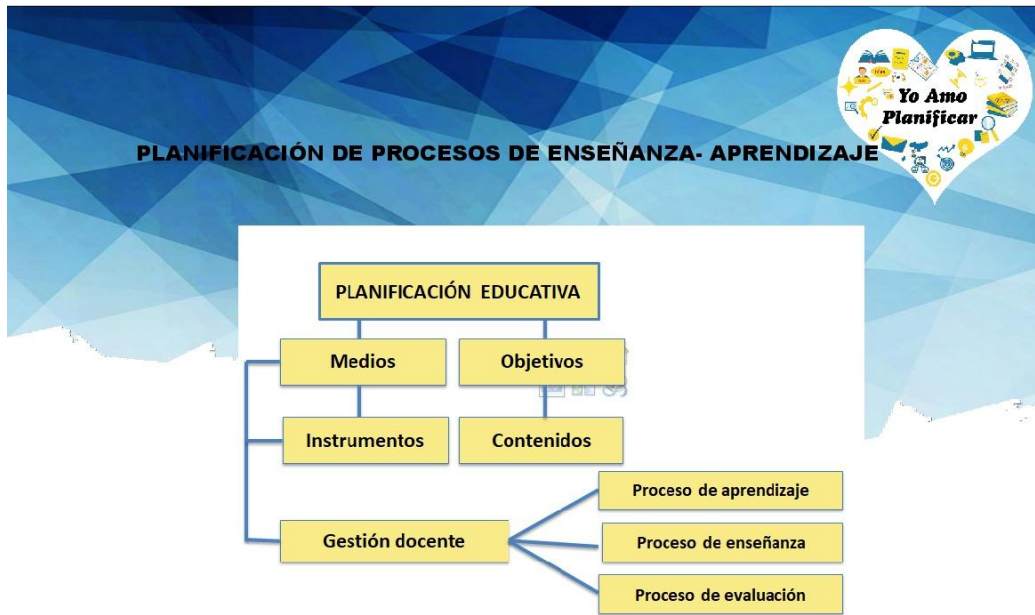 Yo Amo
Planificar
PLANIFICACIÓN DE PROCESOS DE ENSEÑANZA- APRENDIZAJE
PLANIFICACIÓN EDUCATIVA
Medios
Objetivos
Instrumentos
Contenidos
Proceso de aprendizaje
Gestión docente
Proceso de enseñanza
Proceso de evaluación